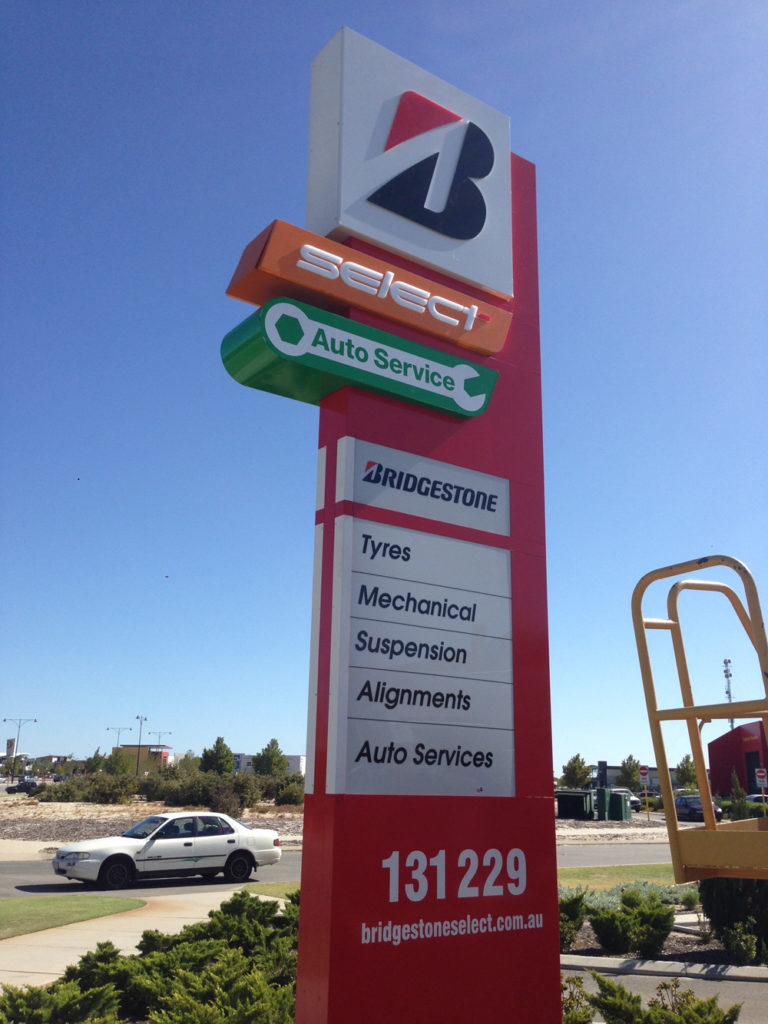 B
select
Auto Service
BRIDGESTONE
Tyres
Mechanical
Suspension
Alignments
Auto Services
131 229
bridgestoneselect.com.au